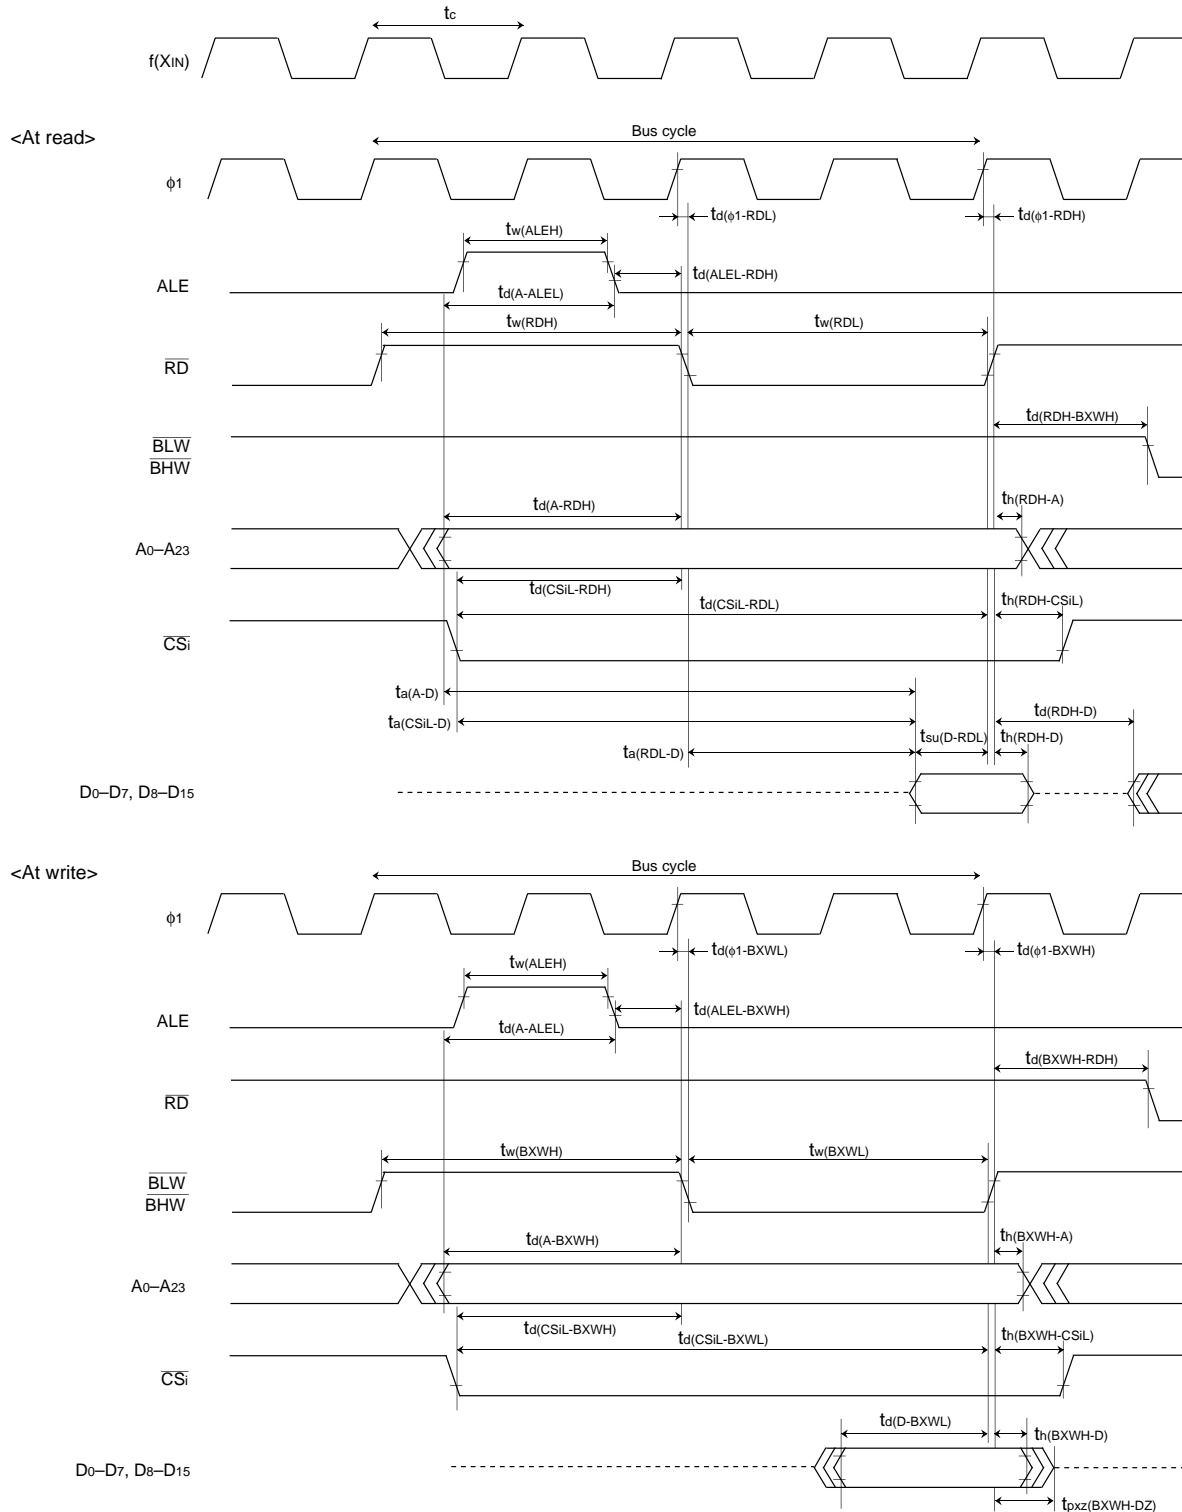 tc
f(XIN)
<At read>
Bus cycle
ϕ1
td(ϕ1-RDL)
td(ϕ1-RDH)
tw(ALEH)
td(ALEL-RDH)
ALE
td(A-ALEL)
tw(RDH)
tw(RDL)
RD
td(RDH-BXWH)
BLW
BHW
td(A-RDH)
th(RDH-A)
A0–A23
td(CSiL-RDH)
td(CSiL-RDL)
th(RDH-CSiL)
CSi
ta(A-D)
ta(CSiL-D)
td(RDH-D)
tsu(D-RDL)
th(RDH-D)
ta(RDL-D)
D0–D7, D8–D15
<At write>
Bus cycle
ϕ1
td(ϕ1-BXWL)
td(ϕ1-BXWH)
tw(ALEH)
td(ALEL-BXWH)
ALE
td(A-ALEL)
td(BXWH-RDH)
RD
tw(BXWH)
tw(BXWL)
BLW
BHW
td(A-BXWH)
th(BXWH-A)
A0–A23
td(CSiL-BXWH)
td(CSiL-BXWL)
th(BXWH-CSiL)
CSi
td(D-BXWL)
th(BXWH-D)
D0–D7, D8–D15
tpxz(BXWH-DZ)